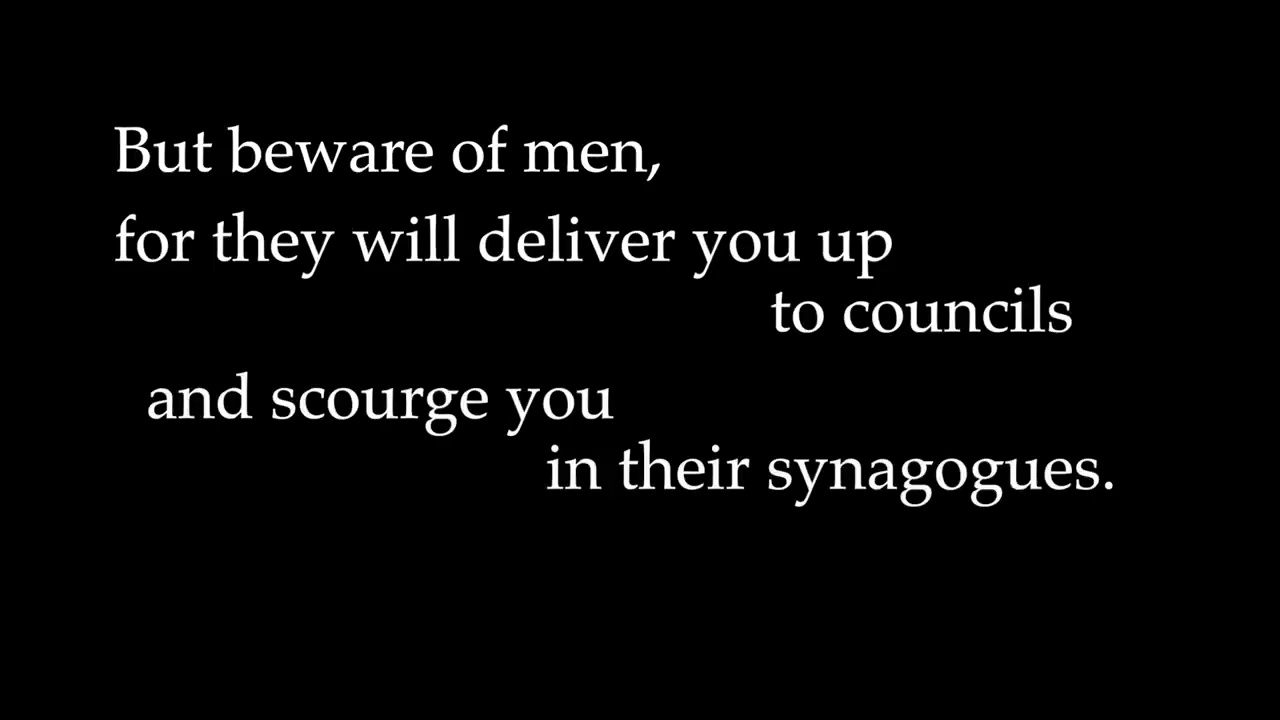 But beware of men,
for they will deliver you up
to councils
and scourge you
in their synagogues.